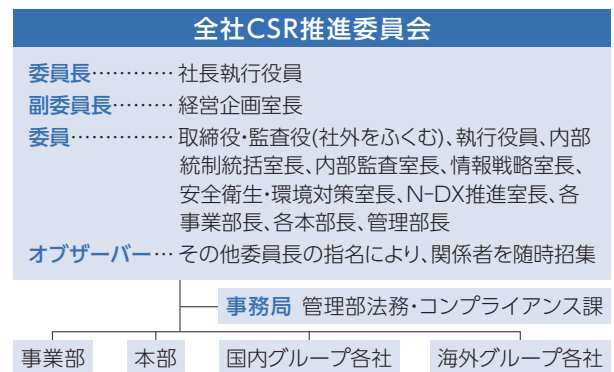 全社CSR推進委員会
委員長………… 社長執行役員
副委員長……… 経営企画室長
委員…………… 取締役・監査役(社外をふくむ)、執行役員、内部
統制統括室長、内部監査室長、情報戦略室長、
安全衛生・環境対策室長、N-DX推進室長、各
事業部長、各本部長、管理部長
オブザーバー… その他委員長の指名により、関係者を随時招集
事務局 管理部法務・コンプライアンス課
事業部 本部 国内グループ各社 海外グループ各社